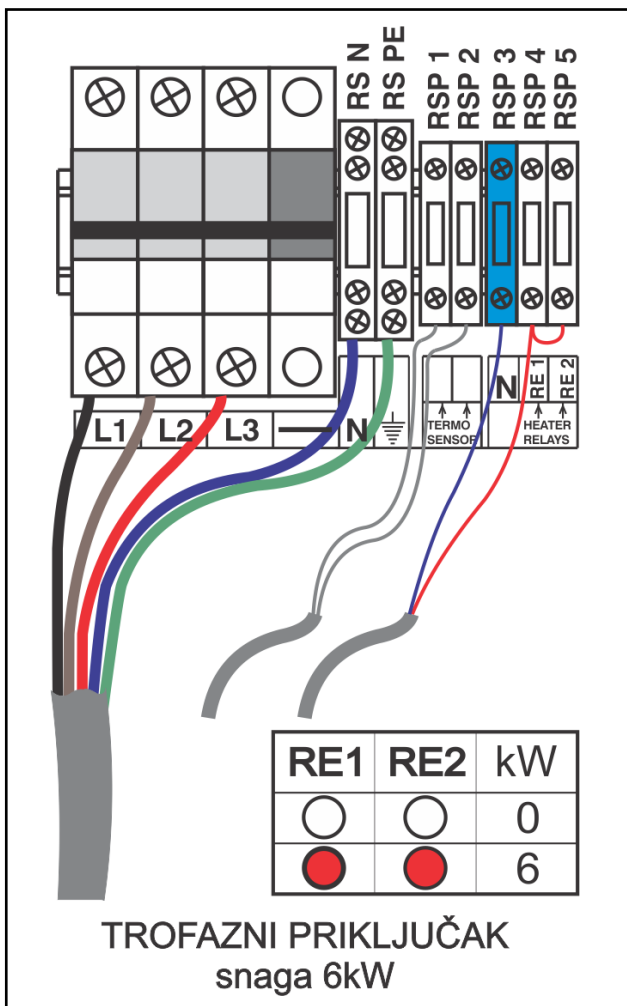 RS N
RS PE
RSP 1
RSP 2
RSP 3
RSP 4
RSP 5
L1
L2
L3
N
TERMO
SENSOR
N
RE 1
RE 2
HEATER
RELAYS
RE1 RE2 kW
0
6
TROFAZNI PRIKLJUČAK
snaga 6kW